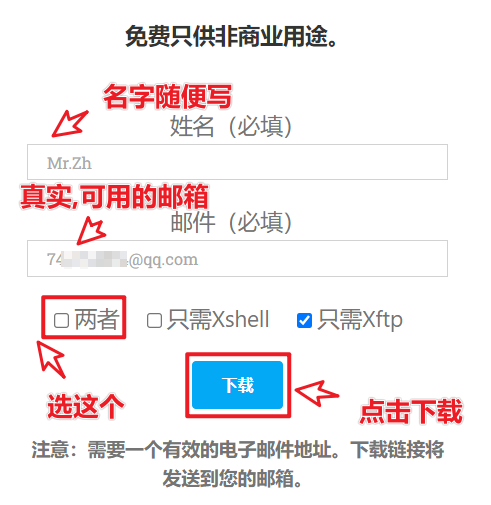 免费只供非商业用途。
名字随便写
姓名（必填）
Mr.Zh
真实,可用的邮箱
邮件（必填）
74 @qq.com
两者 只需Xshell 只需Xftp
选这个
下载
点击下载
注意：需要一个有效的电子邮件地址。下载链接将
发送到您的邮箱。